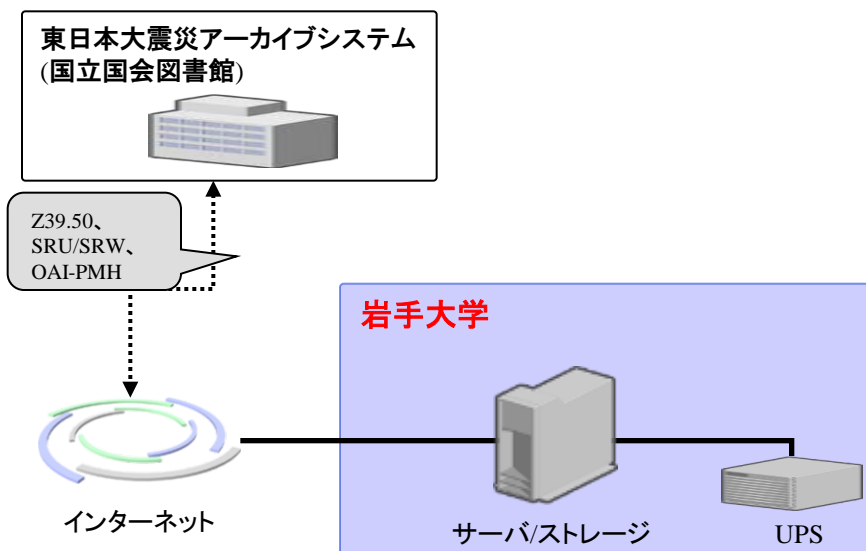 東日本大震災アーカイブシステム
(国立国会図書館)
Z39.50、
SRU/SRW、
OAI-PMH
岩手大学
インターネット
サーバ/ストレージ
UPS